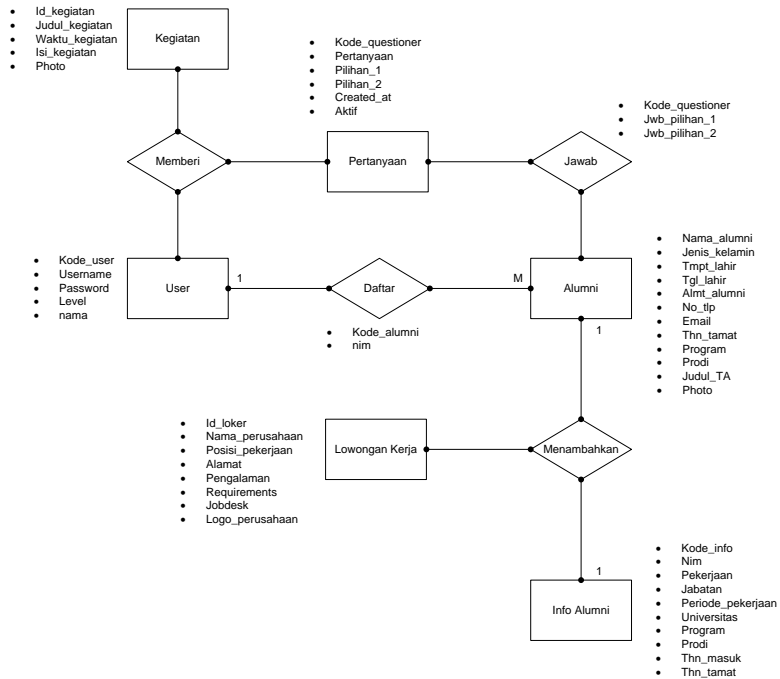 Id_kegiatan
Judul_kegiatan
Waktu_kegiatan
Isi_kegiatan
Photo
Kegiatan
Kode_questioner
Pertanyaan
Pilihan_1
Pilihan_2
Created_at
Aktif
Kode_questioner
Jwb_pilihan_1
Jwb_pilihan_2
Memberi
Pertanyaan
Jawab
Kode_user
Username
Password
Level
nama
User
1
Daftar
M
Alumni
Kode_alumni
nim
Nama_alumni
Jenis_kelamin
Tmpt_lahir
Tgl_lahir
Almt_alumni
No_tlp
Email
Thn_tamat
Program
Prodi
Judul_TA
Photo
1
Id_loker
Nama_perusahaan
Posisi_pekerjaan
Alamat
Pengalaman
Requirements
Jobdesk
Logo_perusahaan
Lowongan Kerja
Menambahkan
1
Info Alumni
Kode_info
Nim
Pekerjaan
Jabatan
Periode_pekerjaan
Universitas
Program
Prodi
Thn_masuk
Thn_tamat